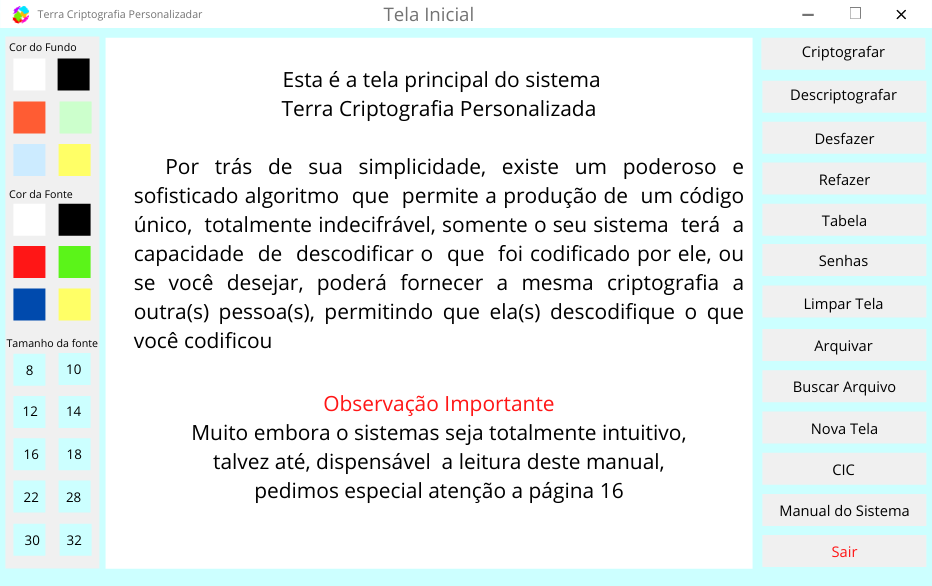 Terra Criptografia Personalizadar
Tela Inicial
Cor do Fundo
Cor da Fonte
Tamanho da fonte
8 10
12 14
16 18
22 28
30 32
Esta é a tela principal do sistema
Terra Criptografia Personalizada
Por trás de sua simplicidade, existe um poderoso e
sofisticado algoritmo que permite a produção de um código
único, totalmente indecifrável, somente o seu sistema terá a
capacidade de descodificar o que foi codificado por ele, ou
se você desejar, poderá fornecer a mesma criptografia a
outra(s) pessoa(s), permitindo que ela(s) descodifique o que
você codificou
Observação Importante
Muito embora o sistemas seja totalmente intuitivo,
talvez até, dispensável a leitura deste manual,
pedimos especial atenção a página 16
Criptografar
Descriptografar
Desfazer
Refazer
Tabela
Senhas
Limpar Tela
Arquivar
Buscar Arquivo
Nova Tela
CIC
Manual do Sistema
Sair